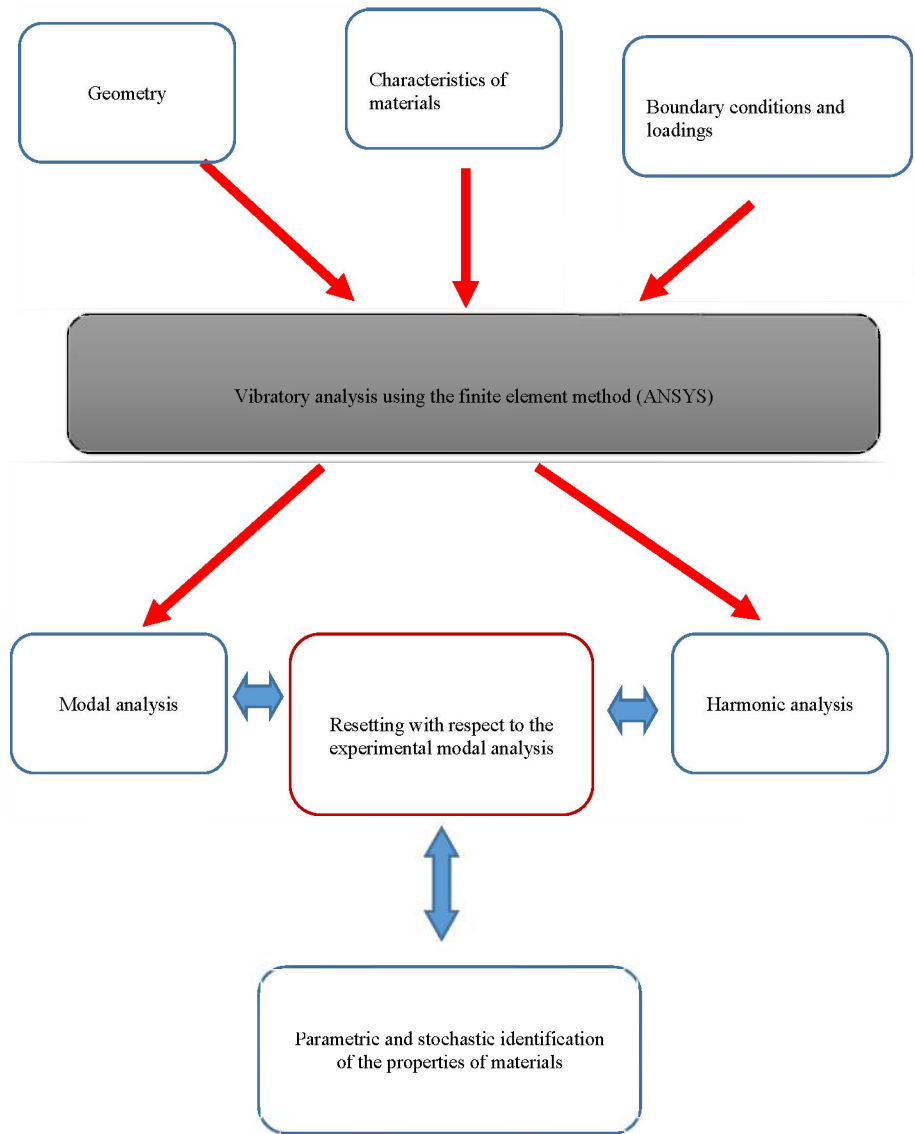 Geometry
Characteristics of
materials
Boundary conditions and
loadings
Vibratory analysis using the finite element method (ANSYS)
Modal analysis
Resetting with respect to the
experimental modal analysis
Harmonic analysis
Parametric and stochastic identification
of the properties of materials